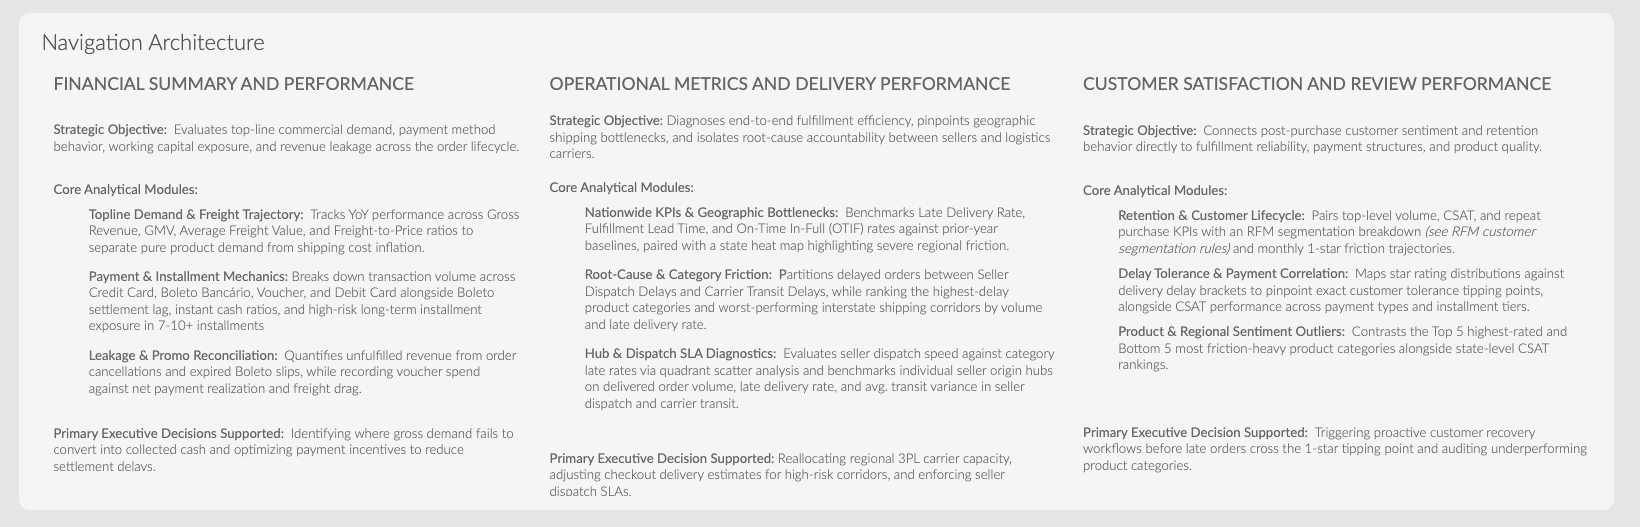 Navigation Architecture
FINANCIAL SUMMARY AND PERFORMANCE
Strategic Objective: Evaluates top-line commercial demand, payment method
behavior, working capital exposure, and revenue leakage across the order lifecycle.
Core Analytical Modules:
Topline Demand & Freight Trajectory: Tracks YoY performance across Gross
Revenue, GMV, Average Freight Value, and Freight-to-Price ratios to
separate pure product demand from shipping cost inflation.
Payment & Installment Mechanics: Breaks down transaction volume across
Credit Card, Boleto Bancário, Voucher, and Debit Card alongside Boleto
settlement lag, instant cash ratios, and high-risk long-term installment
exposure in 7-10+ installments
Leakage & Promo Reconciliation: Quantifies unfulfilled revenue from order
cancellations and expired Boleto slips, while recording voucher spend
against net payment realization and freight drag.
Primary Executive Decisions Supported: Identifying where gross demand fails to
convert into collected cash and optimizing payment incentives to reduce
settlement delays.
OPERATIONAL METRICS AND DELIVERY PERFORMANCE
Strategic Objective: Diagnoses end-to-end fulfillment efficiency, pinpoints geographic
shipping bottlenecks, and isolates root-cause accountability between sellers and logistics
carriers.
Core Analytical Modules:
Nationwide KPIs & Geographic Bottlenecks: Benchmarks Late Delivery Rate,
Fulfillment Lead Time, and On-Time In-Full (OTIF) rates against prior-year
baselines, paired with a state heat map highlighting severe regional friction.
Root-Cause & Category Friction: Partitions delayed orders between Seller
Dispatch Delays and Carrier Transit Delays, while ranking the highest-delay
product categories and worst-performing interstate shipping corridors by volume
and late delivery rate.
Hub & Dispatch SLA Diagnostics: Evaluates seller dispatch speed against category
late rates via quadrant scatter analysis and benchmarks individual seller origin hubs
on delivered order volume, late delivery rate, and avg. transit variance in seller
dispatch and carrier transit.
Primary Executive Decision Supported: Reallocating regional 3PL carrier capacity,
adjusting checkout delivery estimates for high-risk corridors, and enforcing seller
dispatch SLAs.
CUSTOMER SATISFACTION AND REVIEW PERFORMANCE
Strategic Objective: Connects post-purchase customer sentiment and retention
behavior directly to fulfillment reliability, payment structures, and product quality.
Core Analytical Modules:
Retention & Customer Lifecycle: Pairs top-level volume, CSAT, and repeat
purchase KPIs with an RFM segmentation breakdown (see RFM customer
segmentation rules) and monthly 1-star friction trajectories.
Delay Tolerance & Payment Correlation: Maps star rating distributions against
delivery delay brackets to pinpoint exact customer tolerance tipping points,
alongside CSAT performance across payment types and installment tiers.
Product & Regional Sentiment Outliers: Contrasts the Top 5 highest-rated and
Bottom 5 most friction-heavy product categories alongside state-level CSAT
rankings.
Primary Executive Decision Supported: Triggering proactive customer recovery
workflows before late orders cross the 1-star tipping point and auditing underperforming
product categories.